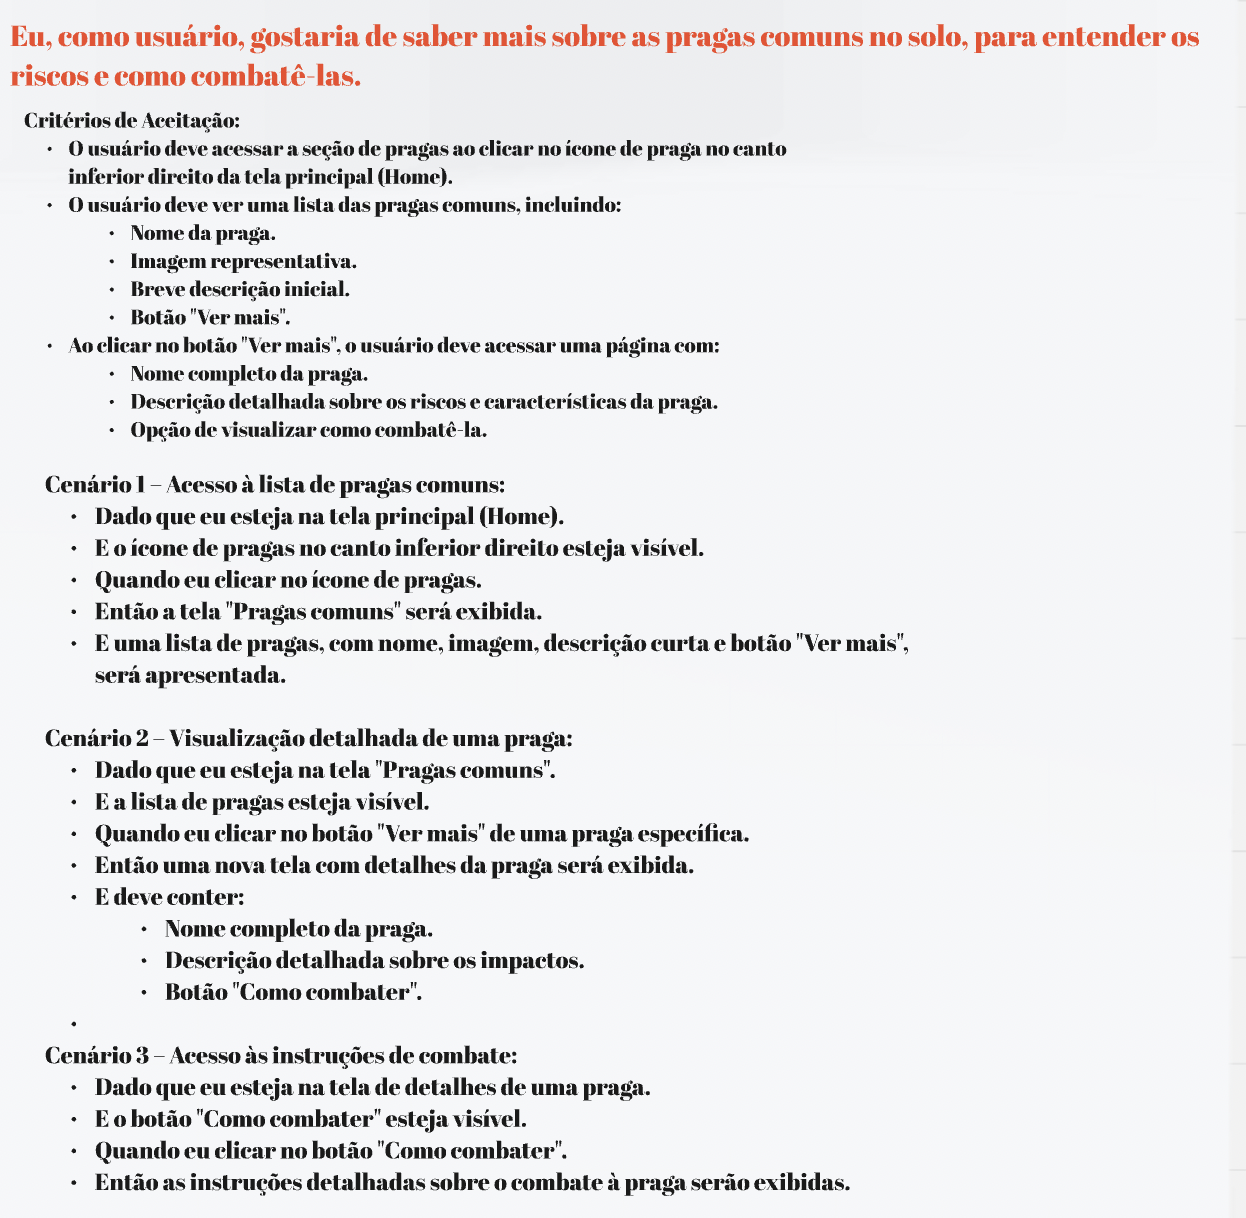 Eu, como usuário, gostaria de saber mais sobre as pragas comuns no solo, para entender os
riscos e como combatê-las.
Critérios de Aceitação:
• O usuário deve acessar a seção de pragas ao clicar no ícone de praga no canto
inferior direito da tela principal (Home).
• O usuário deve ver uma lista das pragas comuns, incluindo:
• Nome da praga.
• Imagem representativa.
• Breve descrição inicial.
• Botão "Ver mais".
• Ao clicar no botão "Ver mais", o usuário deve acessar uma página com:
• Nome completo da praga.
• Descrição detalhada sobre os riscos e características da praga.
• Opção de visualizar como combatê-la.
Cenário 1 – Acesso à lista de pragas comuns:
• Dado que eu esteja na tela principal (Home).
• E o ícone de pragas no canto inferior direito esteja visível.
• Quando eu clicar no ícone de pragas.
• Então a tela "Pragas comuns" será exibida.
• E uma lista de pragas, com nome, imagem, descrição curta e botão "Ver mais",
será apresentada.
Cenário 2 – Visualização detalhada de uma praga:
• Dado que eu esteja na tela "Pragas comuns".
• E a lista de pragas esteja visível.
• Quando eu clicar no botão "Ver mais" de uma praga específica.
• Então uma nova tela com detalhes da praga será exibida.
• E deve conter:
• Nome completo da praga.
• Descrição detalhada sobre os impactos.
• Botão "Como combater".
•
Cenário 3 – Acesso às instruções de combate:
• Dado que eu esteja na tela de detalhes de uma praga.
• E o botão "Como combater" esteja visível.
• Quando eu clicar no botão "Como combater".
• Então as instruções detalhadas sobre o combate à praga serão exibidas.